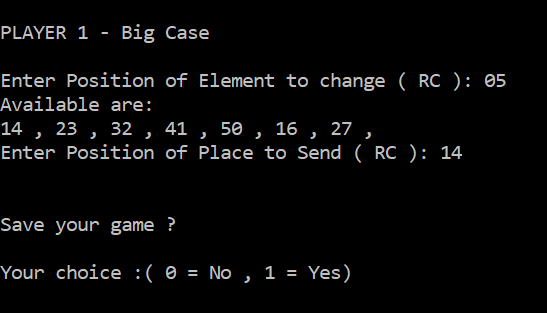 PLAYER 1 - Big Case
Enter Position of Element to change ( RC ): 05
Available are:
14 , 23 , 32 , 41 , 50 , 16 , 27 ,
Enter Position of Place to Send ( RC ): 14
Save your game ?
Your choice :( 0 = No , 1 = Yes)